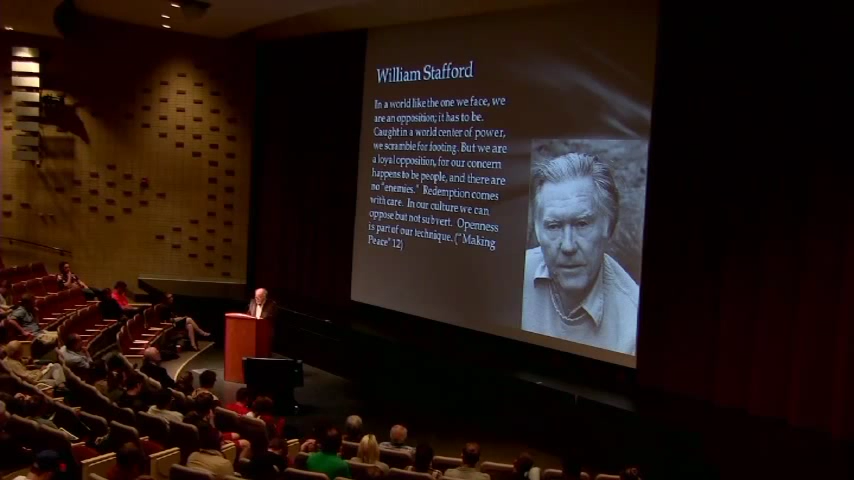 William Stafford
In a world like the one we face, we
are an opposition; it has to be.
Caught in a world center of power,
we scramble for footing. But we are
a loyal opposition, for our concern
happens to be people, and there are
no "enemies." Redemption comes
with care. In our culture we can
oppose but not subvert. Openness
is part of our technique. ("Making
Peace" 12)